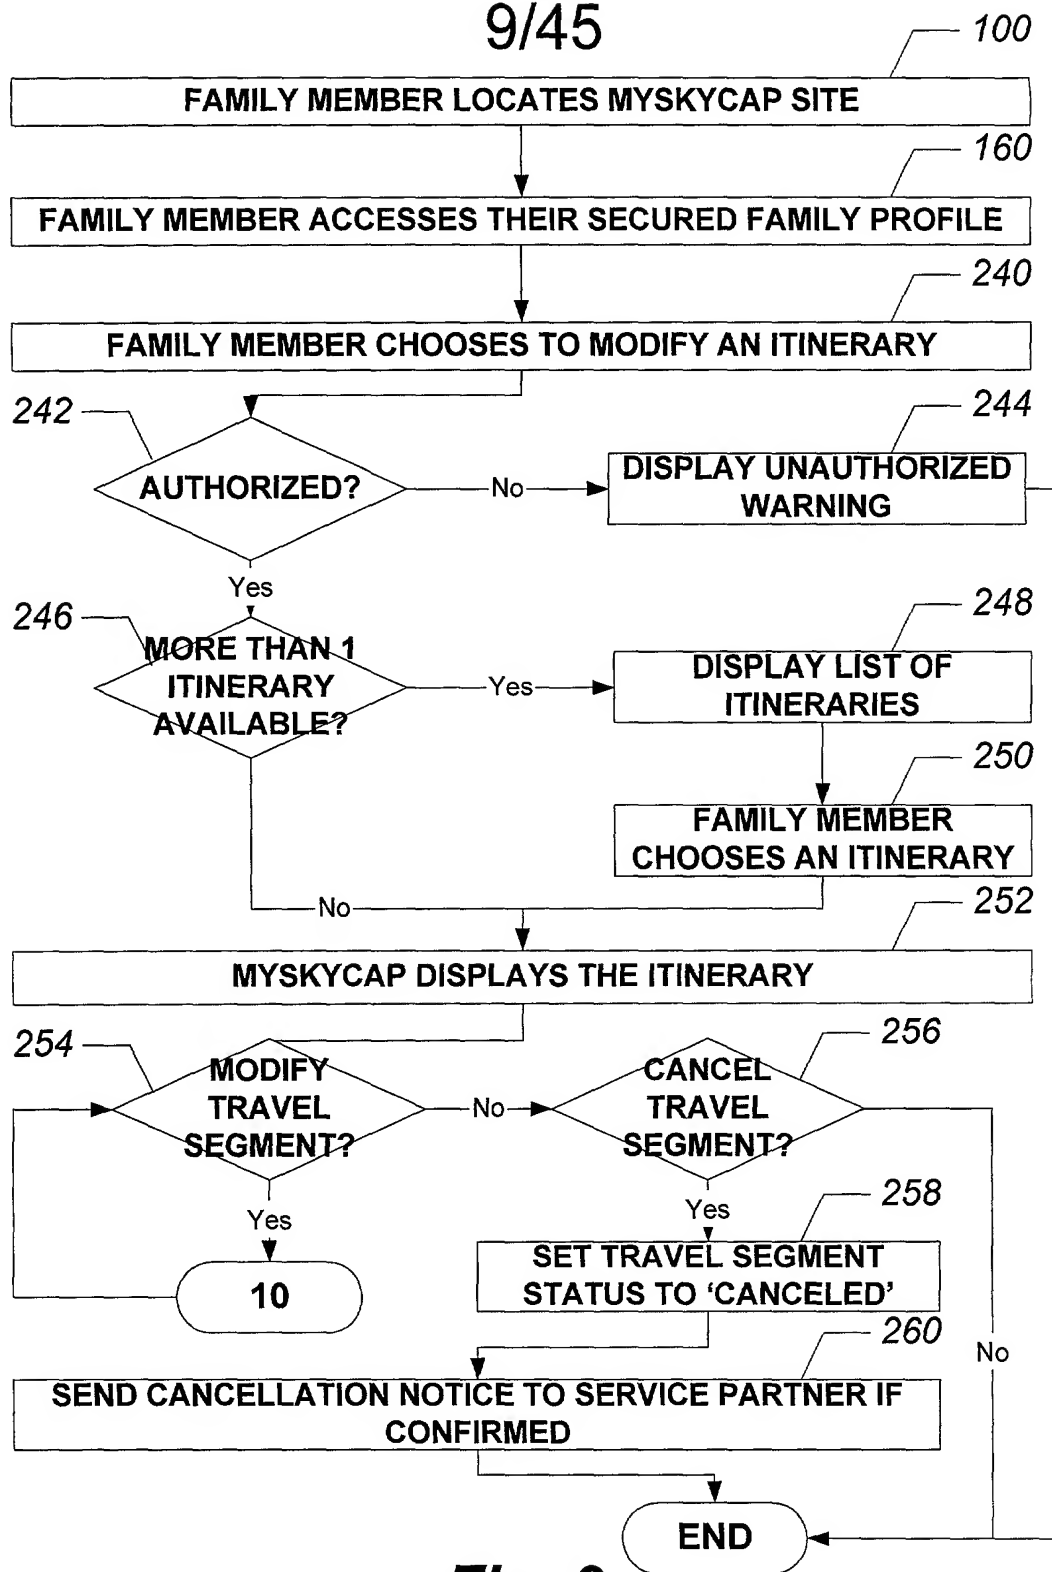 9/45
100
FAMILY MEMBER LOCATES MYSKYCAP SITE
160
FAMILY MEMBER ACCESSES THEIR SECURED FAMILY PROFILE
240
FAMILY MEMBER CHOOSES TO MODIFY AN ITINERARY
242
244
AUTHORIZED?
No
DISPLAY UNAUTHORIZED
WARNING
Yes
246
248
MORE THAN 1
ITINERARY
AVAILABLE?
Yes
DISPLAY LIST OF
ITINERARIES
250
FAMILY MEMBER
CHOOSES AN ITINERARY
No
252
MYSKYCAP DISPLAYS THE ITINERARY
254
256
MODIFY
TRAVEL
SEGMENT?
No
CANCEL
TRAVEL
SEGMENT?
Yes
Yes
258
10
SET TRAVEL SEGMENT
STATUS TO ‘CANCELED’
260
No
SEND CANCELLATION NOTICE TO SERVICE PARTNER IF
CONFIRMED
END